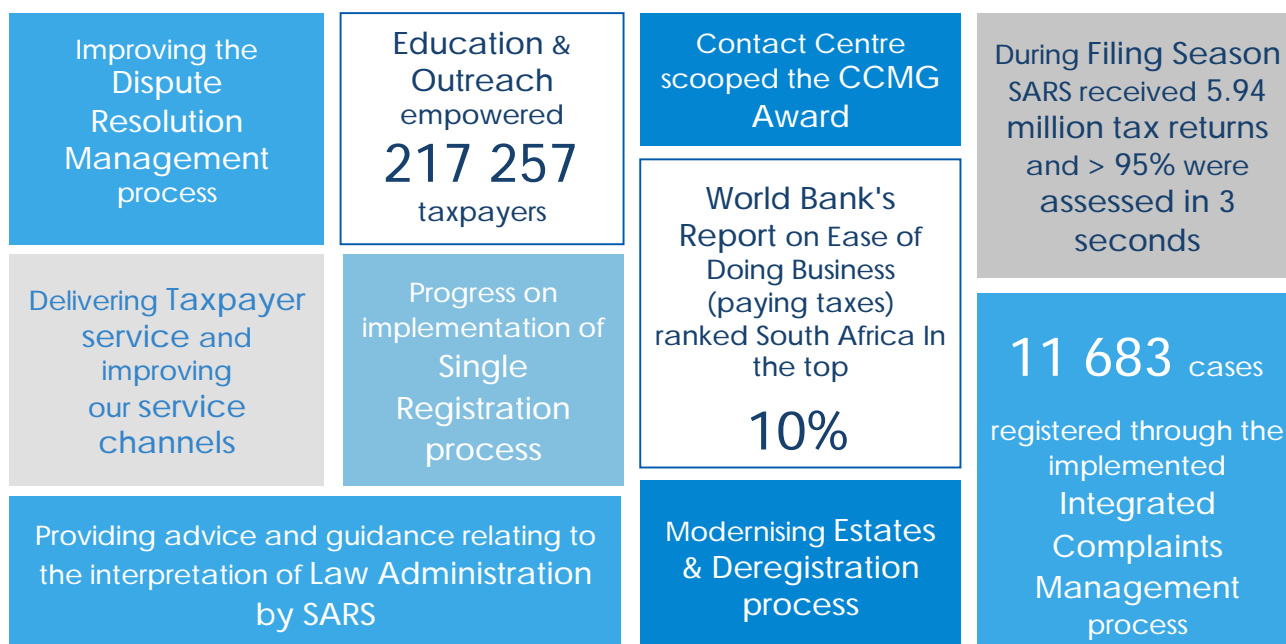 Improving the
Dispute
Resolution
Management
process
Education &
Outreach
empowered
217 257
taxpayers
Contact Centre
scooped the CCMG
Award
During Filing Season
SARS received 5.94
million tax returns
and > 95% were
assessed in 3
seconds
Delivering Taxpayer
service and
improving
our service
channels
Progress on
implementation of
Single
Registration
process
World Bank's
Report on Ease of
Doing Business
(paying taxes)
ranked South Africa In
the top
10%
11 683 cases
registered through the
implemented
Integrated
Complaints
Management
process
Providing advice and guidance relating to
the interpretation of Law Administration
by SARS
Modernising Estates
& Deregistration
process